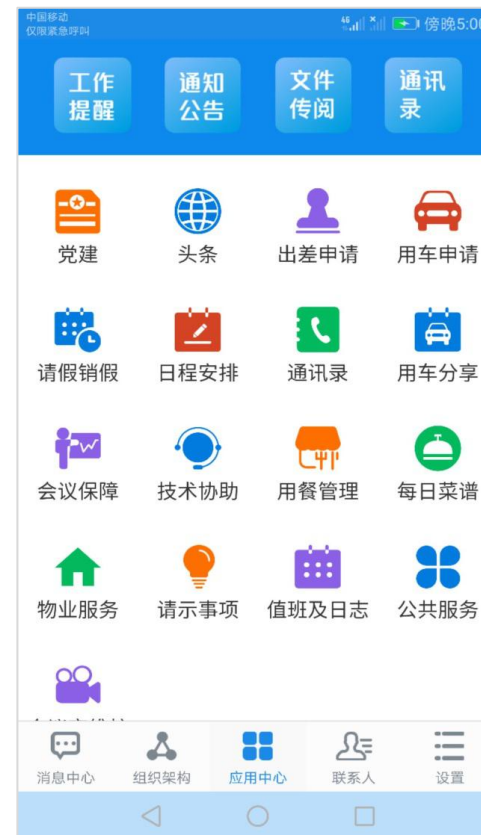 中国移动
仅限紧急呼叫
46
傍晚5:00
工作
提醒
通知
公告
文件
传阅
通讯
录
党建
头条
出差申请
用车申请
请假销假
日程安排
通讯录
用车分享
会议保障
技术协助
用餐管理
每日菜谱
物业服务
请示事项
值班及日志
公共服务
消息中心
组织架构
应用中心
联系人
设置